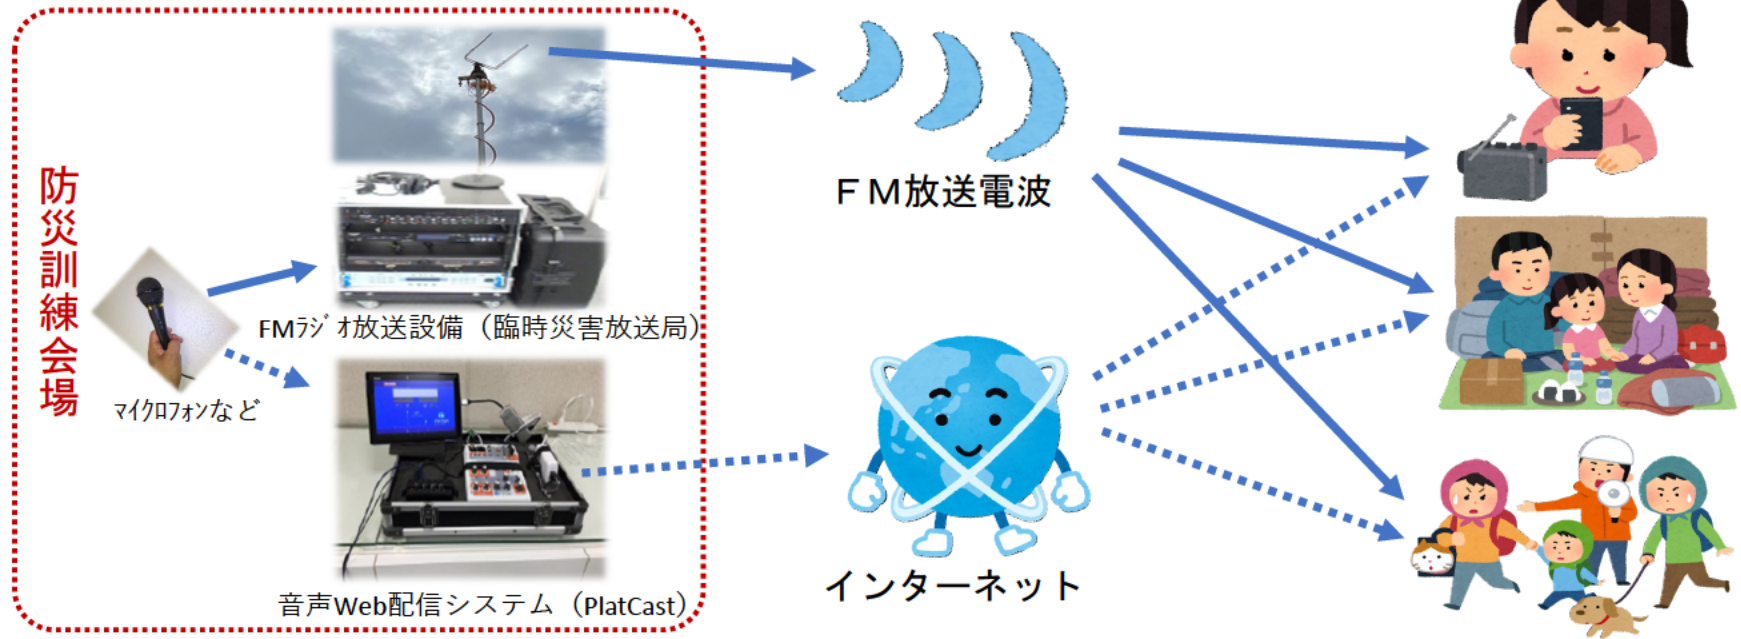 防災訓練会場
マイクロフォンなど
FMラジオ放送設備（臨時災害放送局）
音声Web配信システム（PlatCast）
ＦＭ放送電波
インターネット